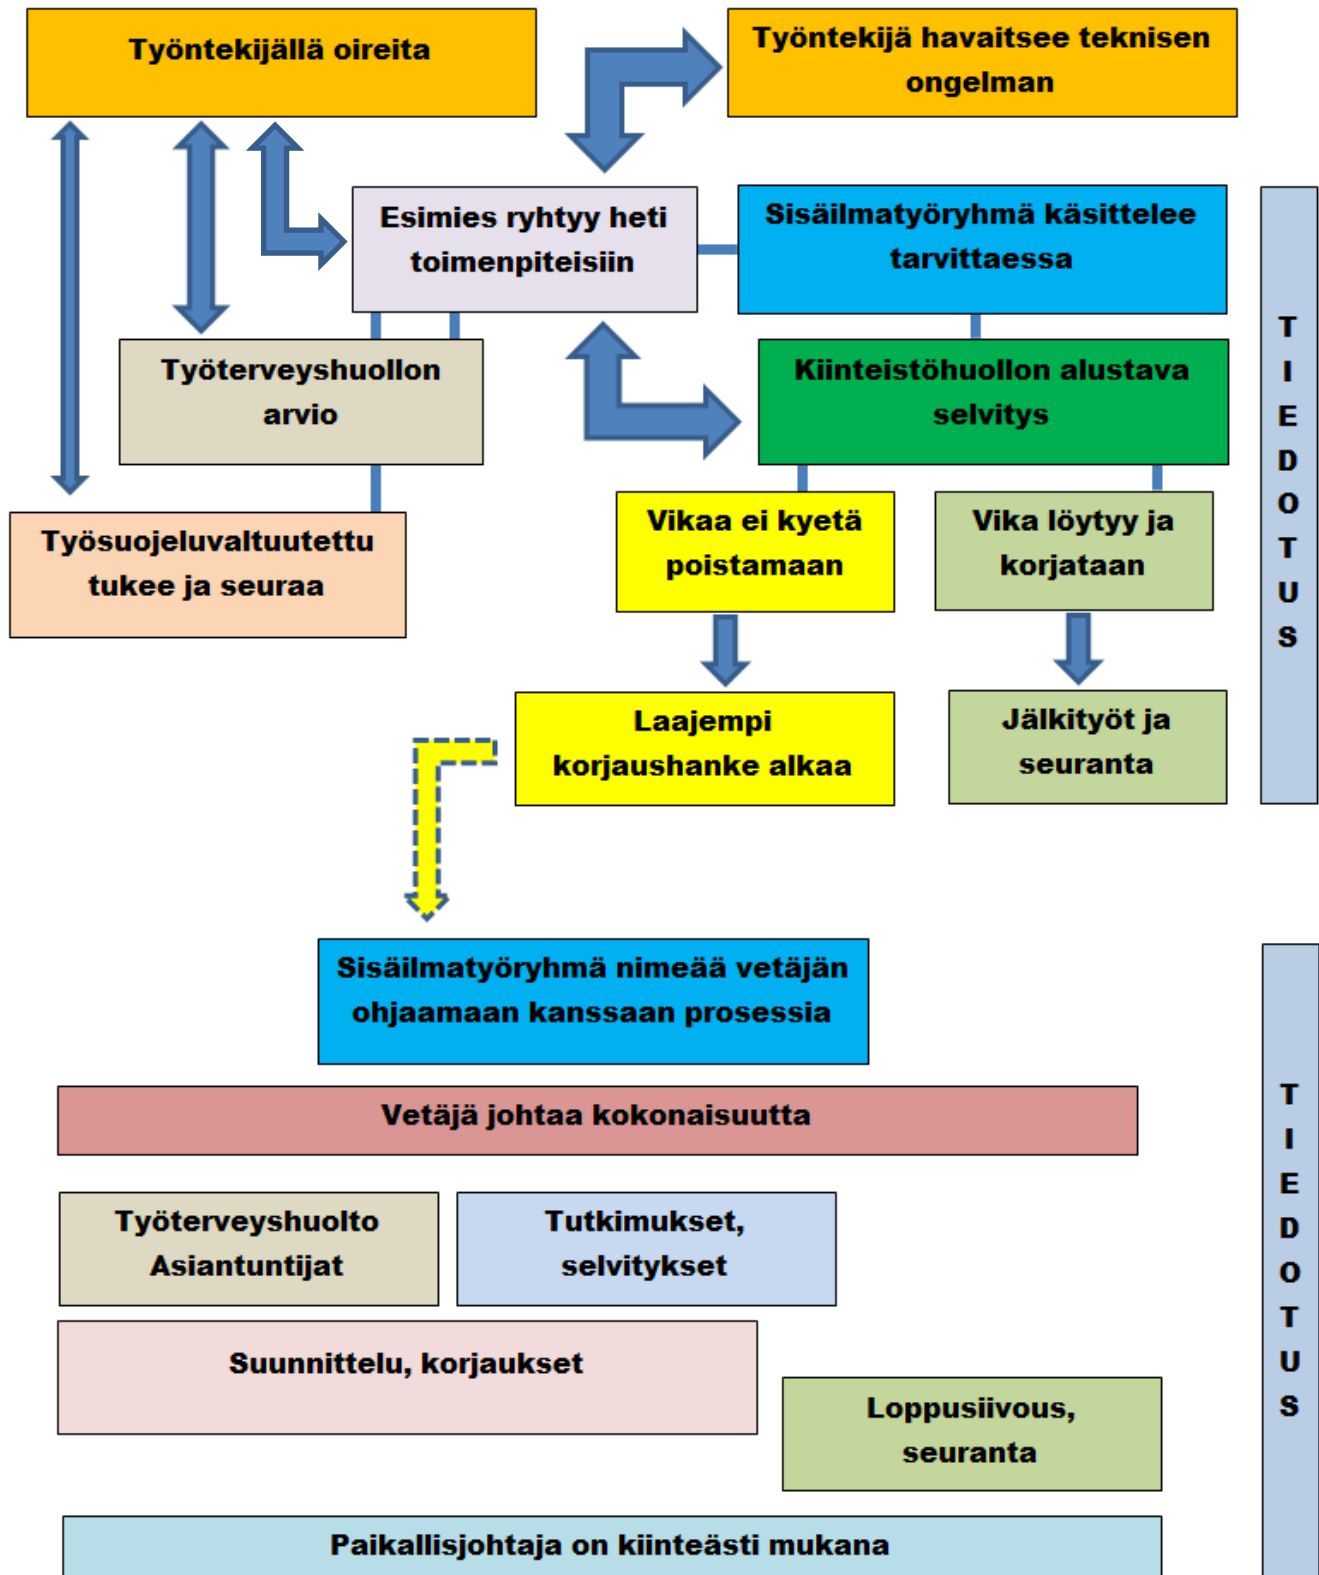 Työntekijällä oireita
Työntekijä havaitsee teknisen
ongelman
Esimies ryhtyy heti
toimenpiteisiin
Sisäilmatyöryhmä käsittelee
tarvittaessa
Työterveyshuollon
arvio
Kiinteistöhuollon alustava
selvitys
Työsuojeluvaltuutettu
tukee ja seuraa
Vikaa ei kyetä
poistamaan
Vika löytyy ja
korjataan
Laajempi
korjaushanke alkaa
Jälkityöt ja
seuranta
T
I
E
D
O
T
U
S
Sisäilmatyöryhmä nimeää vetäjän
ohjaamaan kanssaan prosessia
Vetäjä johtaa kokonaisuutta
Työterveyshuolto
Asiantuntijat
Tutkimukset,
selvitykset
Suunnittelu, korjaukset
Loppusiivous,
seuranta
Paikallisjohtaja on kiinteästi mukana
T
I
E
D
O
T
U
S